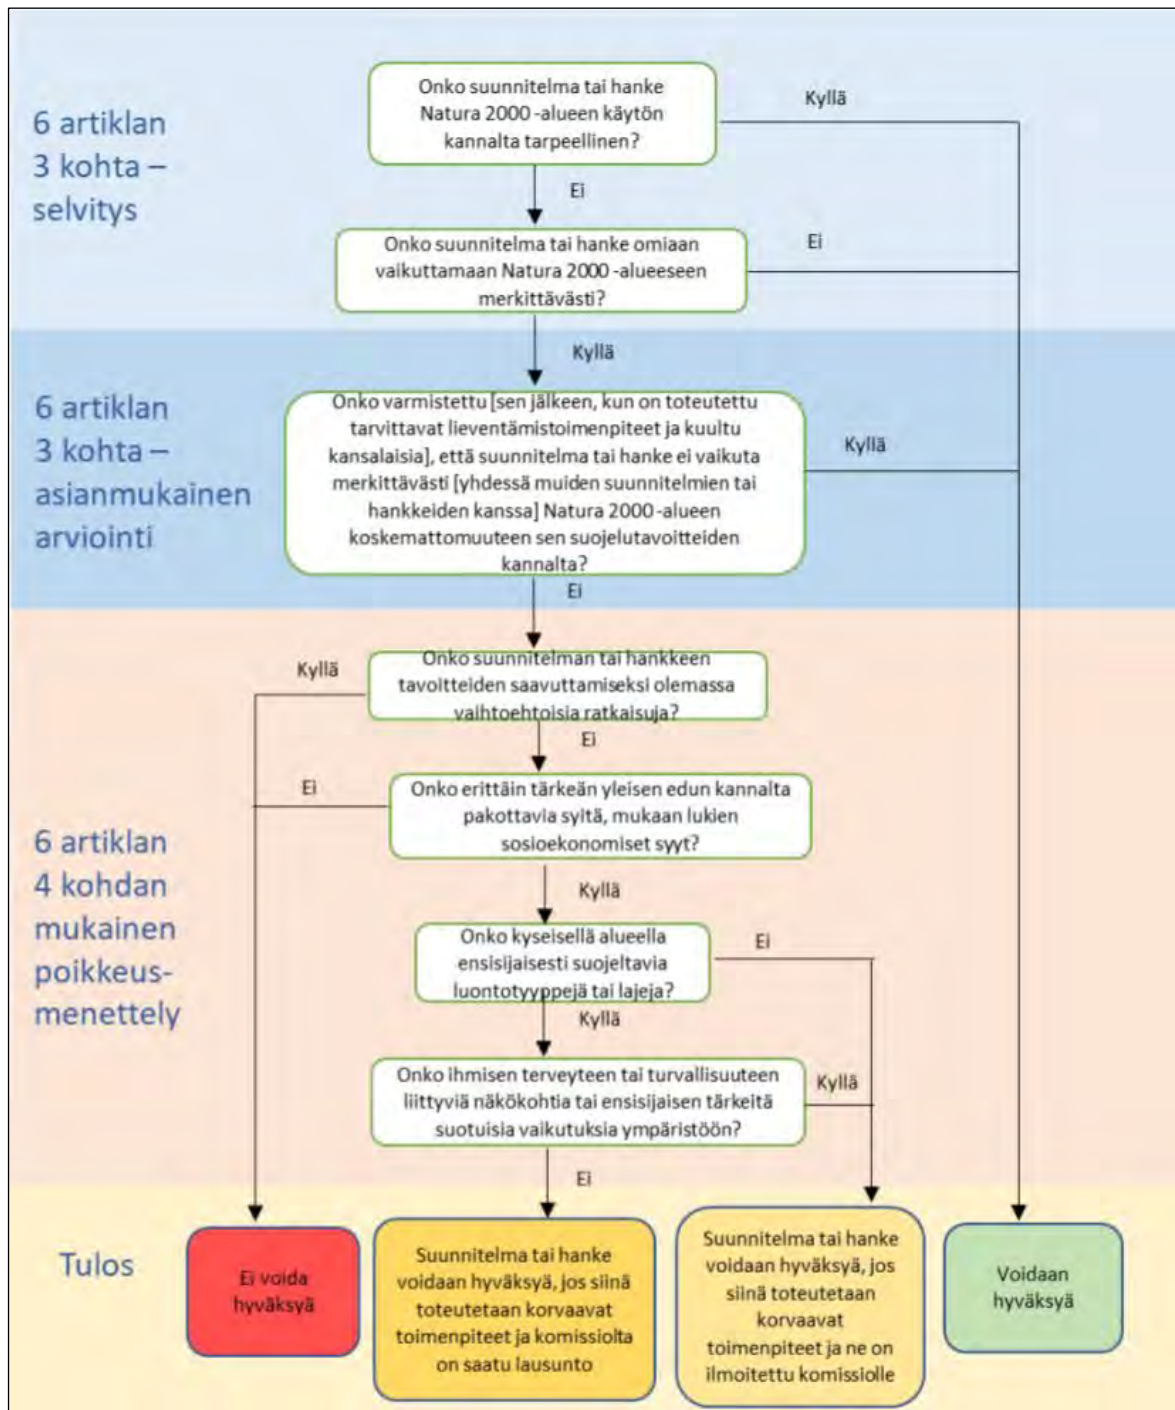 6 artiklan
3 kohta –
selvitys
Onko suunnitelma tai hanke
Natura 2000 -alueen käytön
kannalta tarpeellinen?
Kyllä
Ei
Onko suunnitelma tai hanke omiaan
vaikuttamaan Natura 2000 -alueeseen
merkittävästi?
Ei
Kyllä
6 artiklan
3 kohta –
asianmukainen
arviointi
Onko varmistettu [sen jälkeen, kun on toteutettu
tarvittavat lieventämistoimenpiteet ja kuultu
kansalaisia], että suunnitelma tai hanke ei vaikuta
merkittävästi [yhdessä muiden suunnitelmien tai
hankkeiden kanssa] Natura 2000 -alueen
koskemattomuuteen sen suojelutavoitteiden
kannalta?
Kyllä
Ei
6 artiklan
4 kohdan
mukainen
poikkeus-
menettely
Onko suunnitelman tai hankkeen
tavoitteiden saavuttamiseksi olemassa
vaihtoehtoisia ratkaisuja?
Kyllä
Ei
Onko erittäin tärkeän yleisen edun kannalta
pakottavia syitä, mukaan lukien
sosioekonomiset syyt?
Ei
Kyllä
Onko kyseisellä alueella
ensisijaisesti suojeltavia
luontotyyppejä tai lajeja?
Ei
Kyllä
Onko ihmisen terveyteen tai turvallisuuteen
liittyviä näkökohtia tai ensisijaisen tärkeitä
suotuisia vaikutuksia ympäristöön?
Kyllä
Ei
Tulos
Ei voida
hyväksyä
Suunnitelma tai hanke
voidaan hyväksyä, jos siinä
toteutetaan korvaavat
toimenpiteet ja komissiolta
on saatu lausunto
Suunnitelma tai hanke
voidaan hyväksyä, jos
siinä toteutetaan
korvaavat
toimenpiteet ja ne on
ilmoitettu komissiolle
Voidaan
hyväksyä